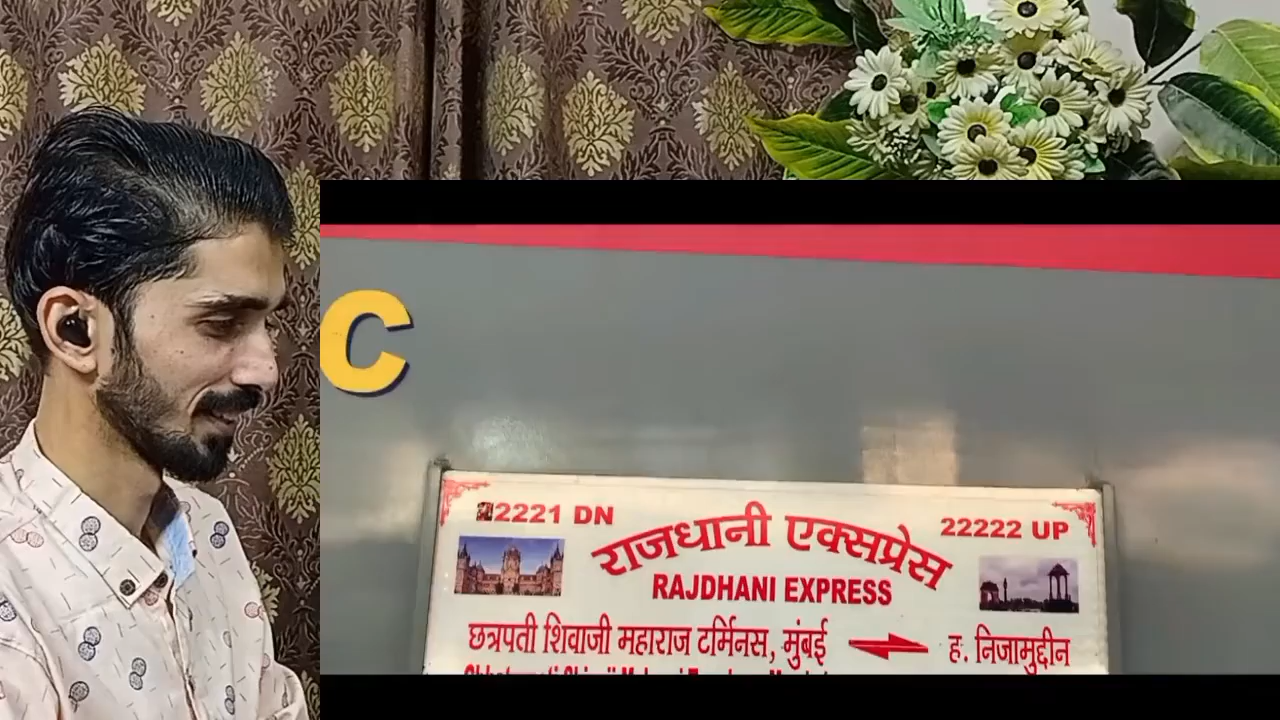 C
2221 DN
22222 UP
राजधानी एक्सप्रेस
RAJDHANI EXPRESS
छत्रपती शिवाजी महाराज टर्मिनस, मुंबई
ह. निजामुद्दीन